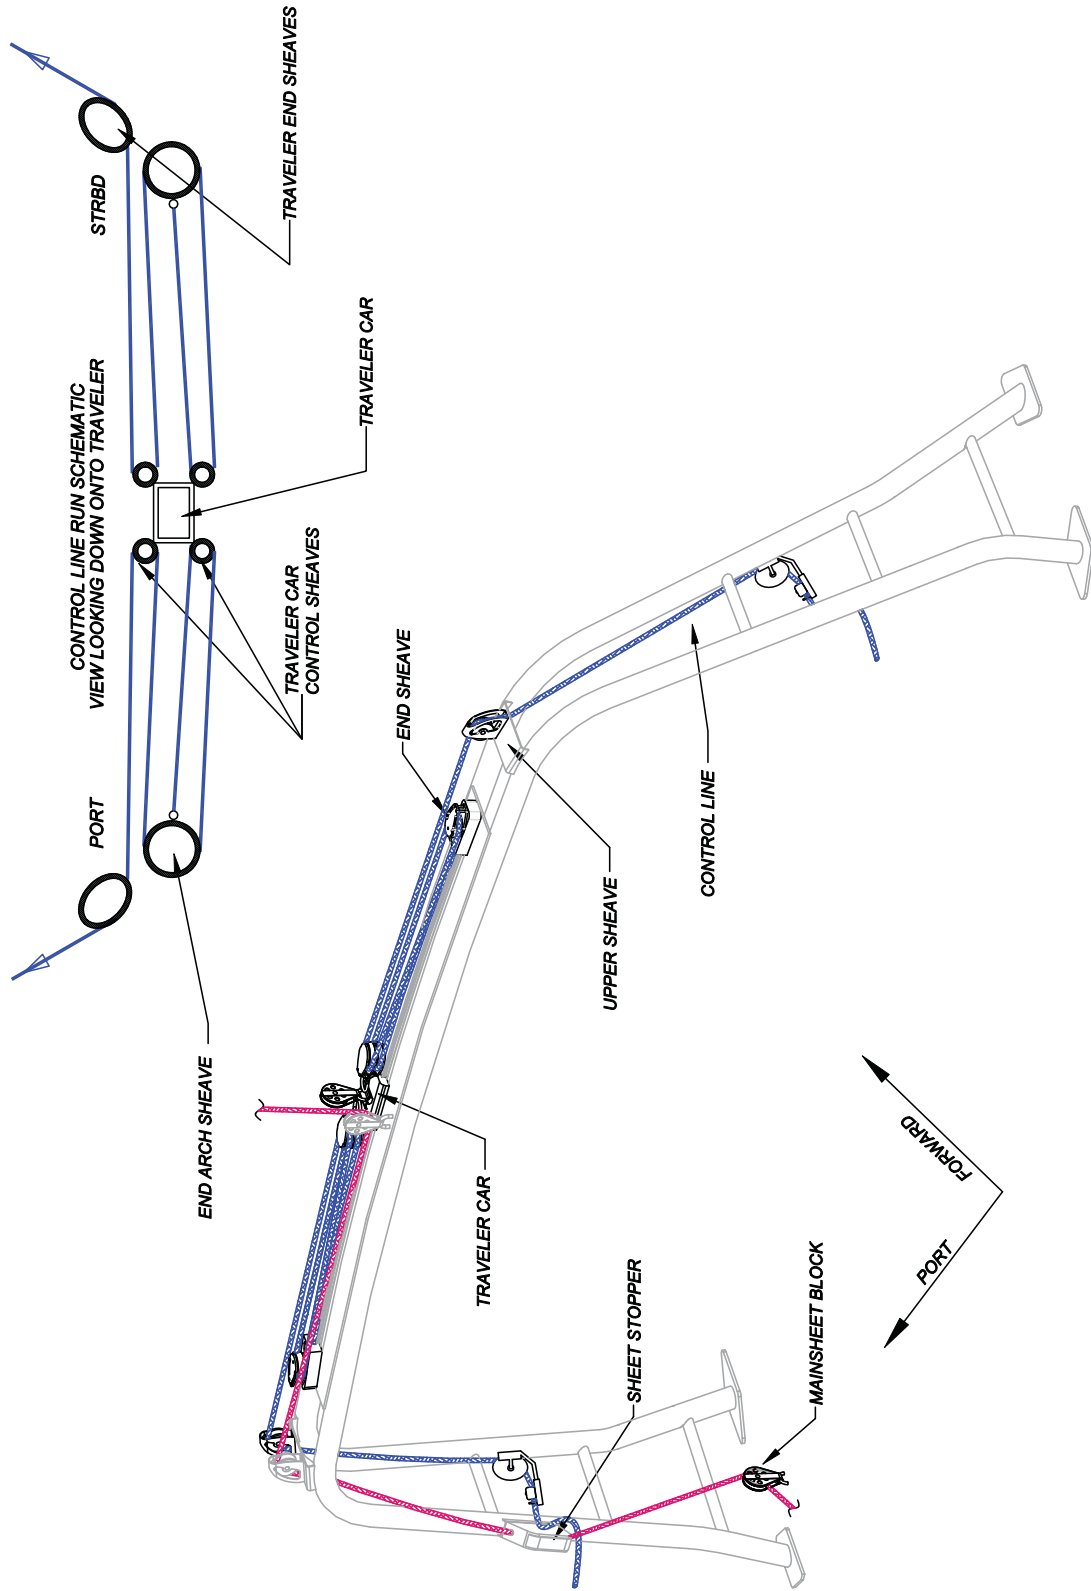 CONTROL LINE RUN SCHEMATIC
VIEW LOOKING DOWN ONTO TRAVELER
PORT
STRBD
TRAVELER END SHEAVES
TRAVELER CAR
TRAVELER CAR
CONTROL SHEAVES
END ARCH SHEAVE
END SHEAVE
UPPER SHEAVE
CONTROL LINE
TRAVELER CAR
SHEET STOPPER
MAINSHEET BLOCK
FORWARD
PORT